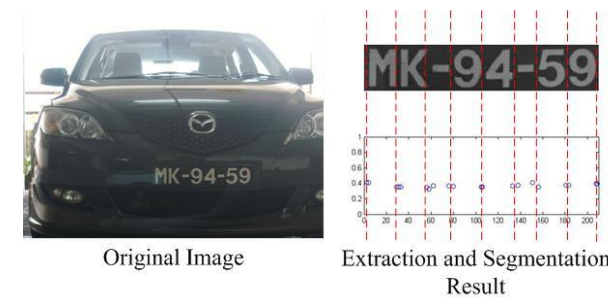 MK-94-59
MK-94-59
1
0.8
0.6
0.4
0.2
0
0 20 40 60 80 100 120 140 160 180 200
Original Image
Extraction and Segmentation
Result